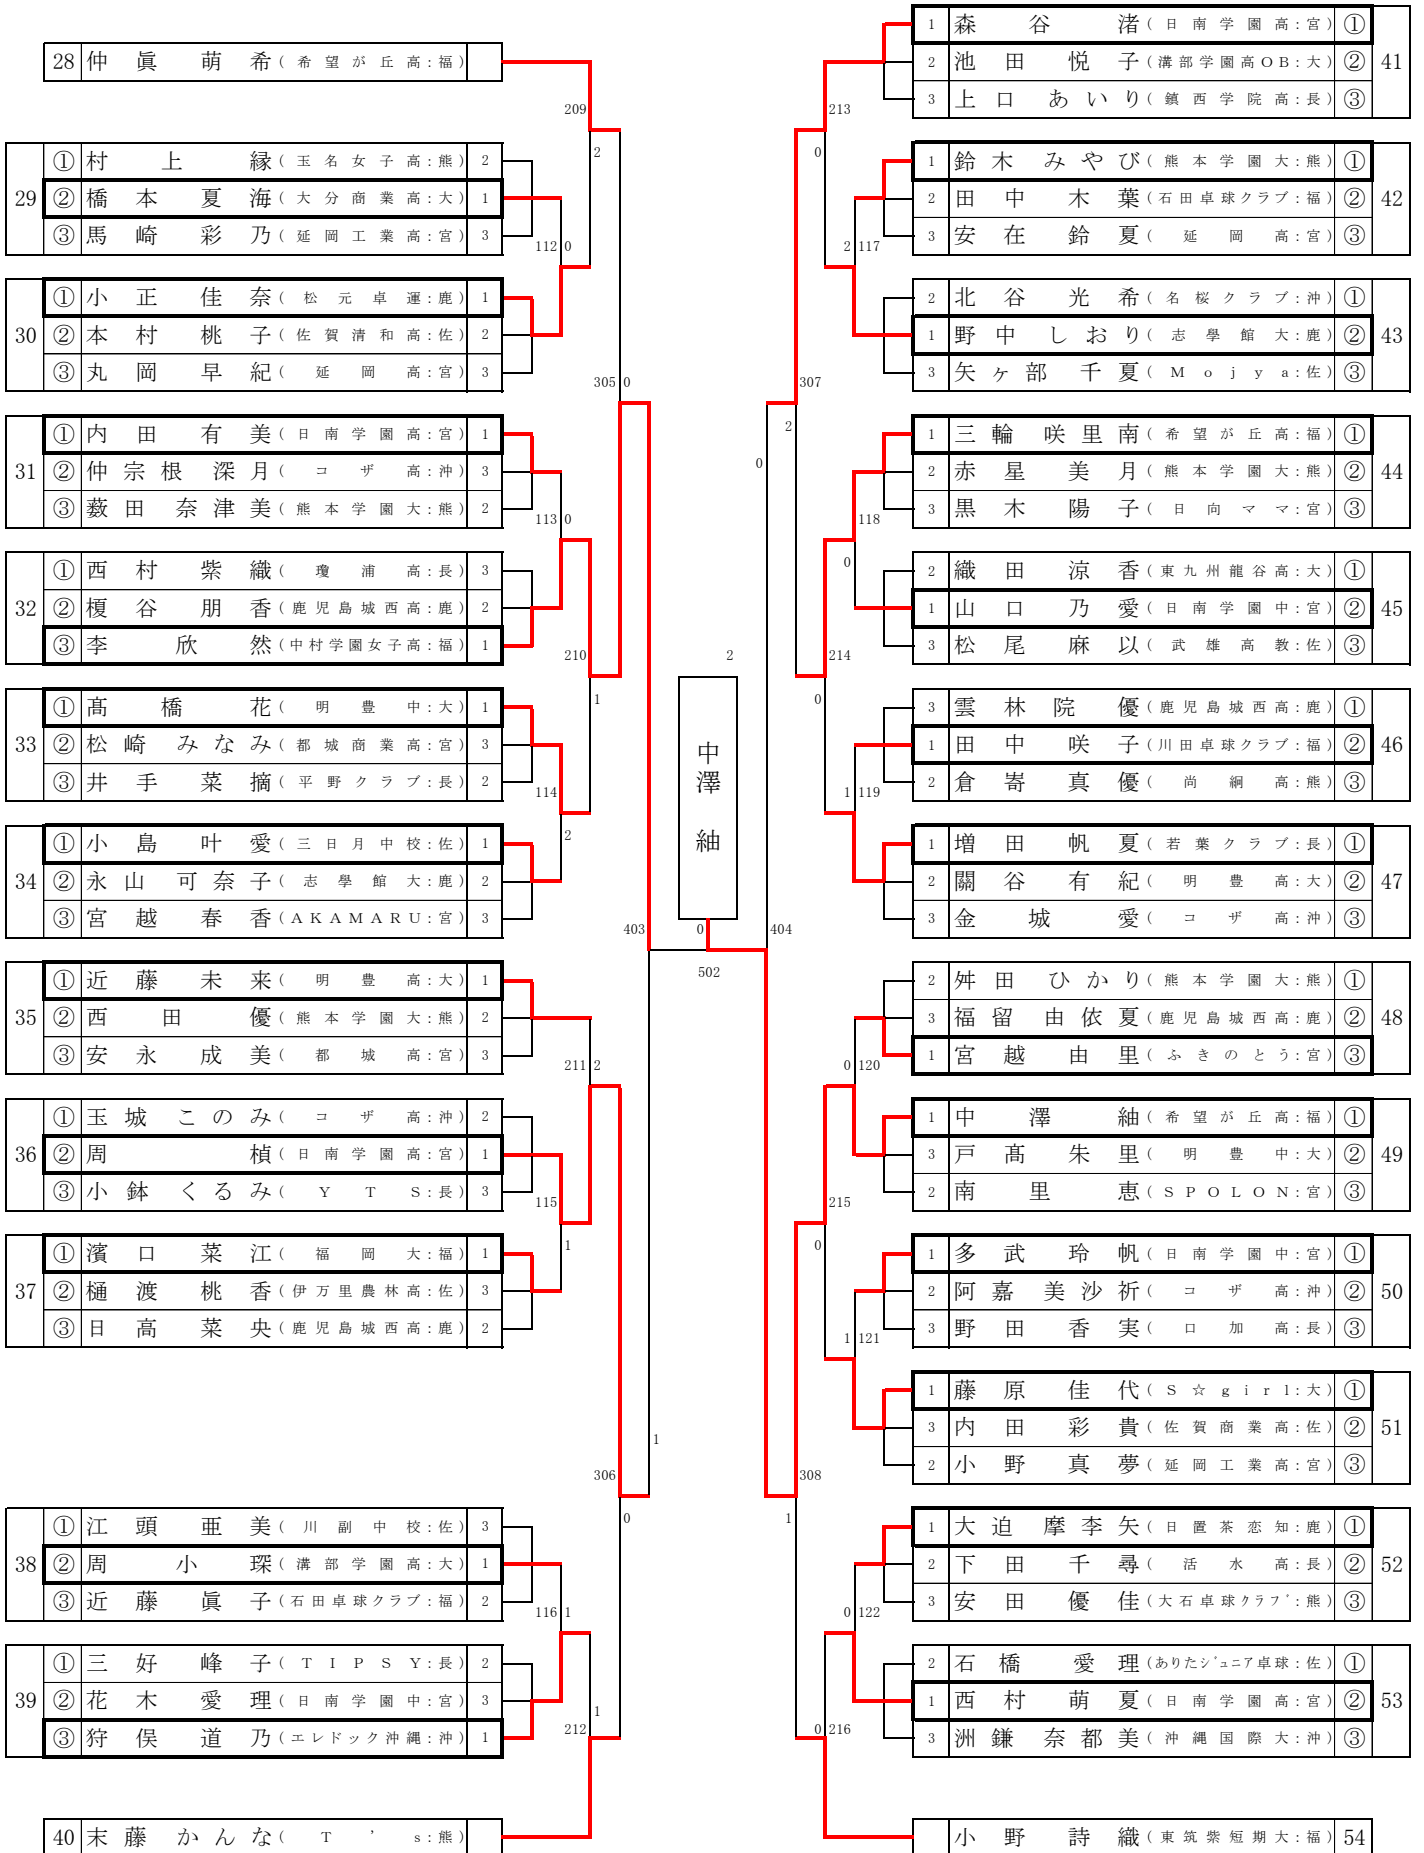 28 仲眞 萌希 (希望が丘高:福)
209
2
29
① 村上 縁 (玉名女子高:熊) 2
② 橋本 夏海 (大分商業高:大) 1
③ 馬崎 彩乃 (延岡工業高:宮) 3
112 0
30
① 小正 佳奈 (松元卓運:鹿) 1
② 本村 桃子 (佐賀清和高:佐) 2
③ 丸岡 早紀 (延岡高:宮) 3
305 0
31
① 内田 有美 (日南学園高:宮) 1
② 仲宗根 深月 (コザ高:沖) 3
③ 薮田 奈津美 (熊本学園大:熊) 2
113 0
32
① 西村 紫織 (瓊浦高:長) 3
② 榎谷 朋香 (鹿児島城西高:鹿) 2
③ 李 欣然 (中村学園女子高:福) 1
210
1
33
① 髙橋 花 (明豊中:大) 1
② 松崎 みなみ (都城商業高:宮) 3
③ 井手 菜摘 (平野クラブ:長) 2
114
2
34
① 小島 叶愛 (三日月中校:佐) 1
② 永山 可奈子 (志學館大:鹿) 2
③ 宮越 春香 (AKAMARU:宮) 3
403
1
35
① 近藤 未来 (明豊高:大) 1
② 西田 優 (熊本学園大:熊) 2
③ 安永 成美 (都城高:宮) 3
211 2
36
① 玉城 このみ (コザ高:沖) 2
② 周 楨 (日南学園高:宮) 1
③ 小鉢 くるみ (YTS:長) 3
115
1
37
① 濱口 菜江 (福岡大:福) 1
② 樋渡 桃香 (伊万里農林高:佐) 3
③ 日高 菜央 (鹿児島城西高:鹿) 2
306
0
38
① 江頭 亜美 (川副中校:佐) 3
② 周 小琛 (溝部学園高:大) 1
③ 近藤 眞子 (石田卓球クラブ:福) 2
116 1
39
① 三好 峰子 (TIPSY:長) 2
② 花木 愛理 (日南学園中:宮) 3
③ 狩俣 道乃 (エレドック沖縄:沖) 1
212
1
40 末藤 かんな (T's:熊)
2
中澤 紬
0
502
1 森谷 渚 (日南学園高:宮) ①
2 池田 悦子 (溝部学園高OB:大) ②
3 上口 あいり (鎮西学院高:長) ③
41
213
0
1 鈴木 みやび (熊本学園大:熊) ①
2 田中 木葉 (石田卓球クラブ:福) ②
3 安在 鈴夏 (延岡高:宮) ③
42
2 117
2 北谷 光希 (名桜クラブ:沖) ①
1 野中 しおり (志學館大:鹿) ②
3 矢ヶ部 千夏 (Mojya:佐) ③
43
307
2
0
1 三輪 咲里南 (希望が丘高:福) ①
2 赤星 美月 (熊本学園大:熊) ②
3 黒木 陽子 (日向ママ:宮) ③
44
118
0
2 織田 涼香 (東九州龍谷高:大) ①
1 山口 乃愛 (日南学園中:宮) ②
3 松尾 麻以 (武雄高教:佐) ③
45
214
0
3 雲林院 優 (鹿児島城西高:鹿) ①
1 田中 咲子 (川田卓球クラブ:福) ②
2 倉嵜 真優 (尚絅高:熊) ③
46
1 119
1 増田 帆夏 (若葉クラブ:長) ①
2 關谷 有紀 (明豊高:大) ②
3 金城 愛 (コザ高:沖) ③
47
404
2 舛田 ひかり (熊本学園大:熊) ①
3 福留 由依夏 (鹿児島城西高:鹿) ②
1 宮越 由里 (ふきのとう:宮) ③
48
0 120
1 中澤 紬 (希望が丘高:福) ①
3 戸髙 朱里 (明豊中:大) ②
2 南里 恵 (SPOLON:宮) ③
49
215
0
1 多武 玲帆 (日南学園中:宮) ①
2 阿嘉 美沙祈 (コザ高:沖) ②
3 野田 香実 (口加高:長) ③
50
1 121
1 藤原 佳代 (S☆girl:大) ①
3 内田 彩貴 (佐賀商業高:佐) ②
2 小野 真夢 (延岡工業高:宮) ③
51
308
1
1 大迫 摩李矢 (日置茶恋知:鹿) ①
2 下田 千尋 (活水高:長) ②
3 安田 優佳 (大石卓球クラブ:熊) ③
52
0 122
2 石橋 愛理 (ありたジュニア卓球:佐) ①
1 西村 萌夏 (日南学園高:宮) ②
3 洲鎌 奈都美 (沖縄国際大:沖) ③
53
0 216
小野 詩織 (東筑紫短期大:福) 54